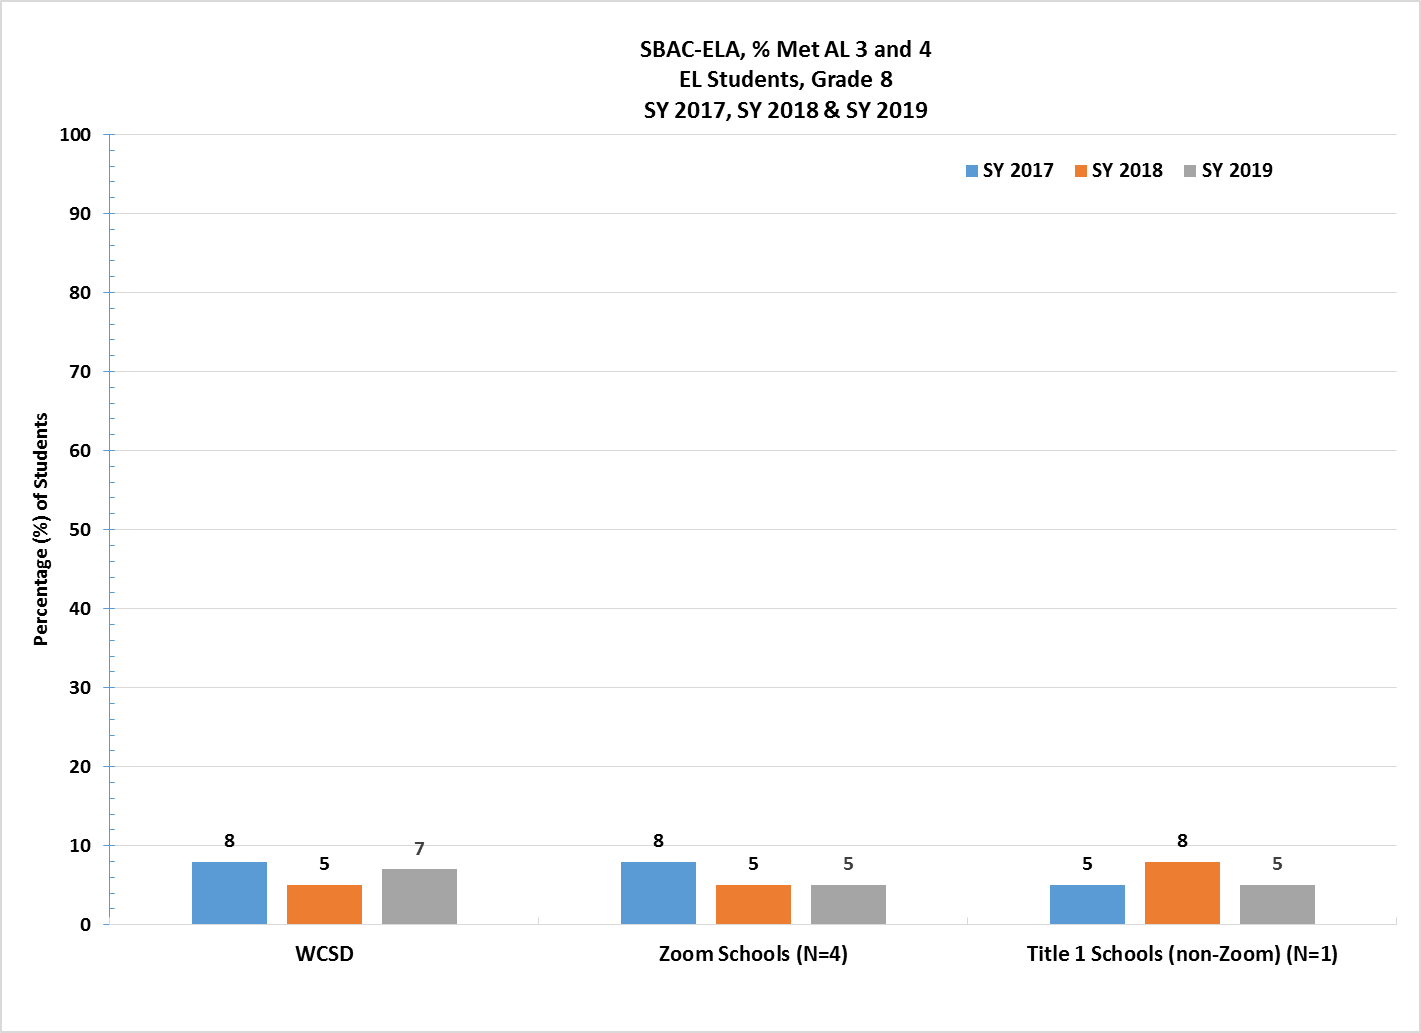 SBAC-ELA, % Met AL 3 and 4
EL Students, Grade 8
SY 2017, SY 2018 & SY 2019
SY 2017 SY 2018 SY 2019
Percentage (%) of Students
100
90
80
70
60
50
40
30
20
10
0
8 5 7
8 5 5
5 8 5
WCSD
Zoom Schools (N=4)
Title 1 Schools (non-Zoom) (N=1)